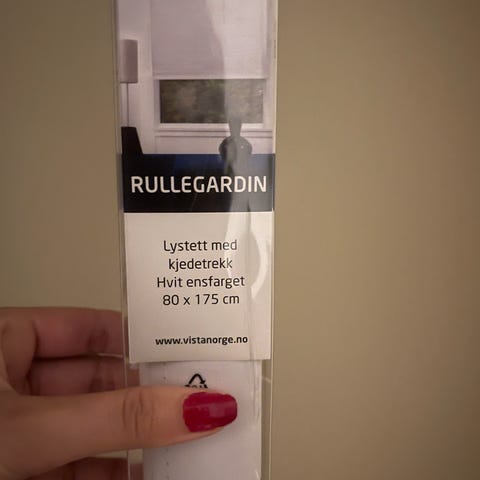 RULLEGARDIN
Lystett med
kjedetrekk
Hvit ensfarget
80 x 175 cm
www.vistanorge.no